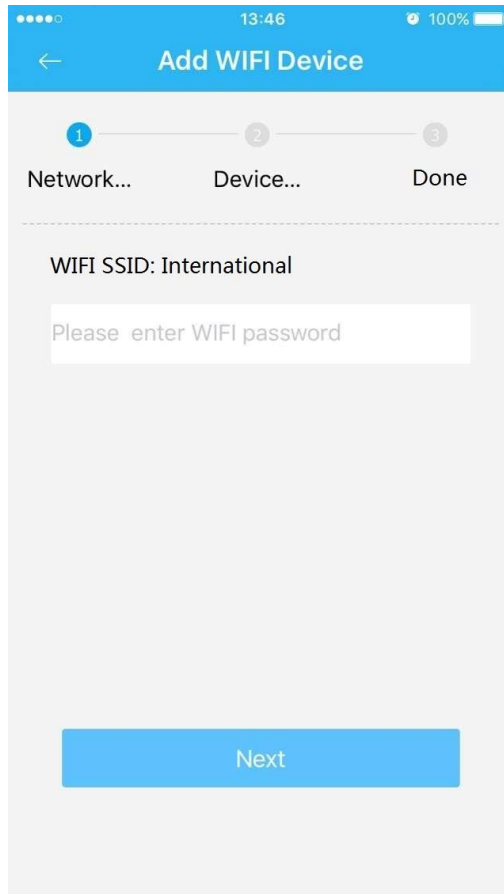 13:46
100%
Add WIFI Device
1
2
3
Network...
Device...
Done
WIFI SSID: International
Please enter WIFI password
Next